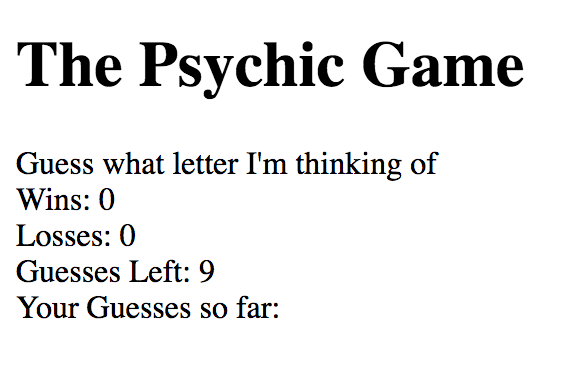 The Psychic Game
Guess what letter I'm thinking of
Wins: 0
Losses: 0
Guesses Left: 9
Your Guesses so far: